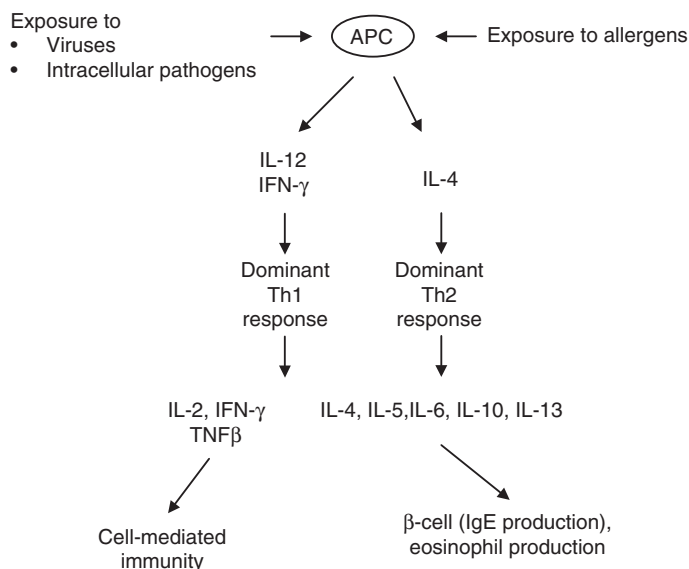 Exposure to
• Viruses
• Intracellular pathogens
APC
Exposure to allergens
IL-12
IFN-γ
IL-4
Dominant
Th1
response
Dominant
Th2
response
IL-2, IFN-γ
TNFβ
IL-4, IL-5,IL-6, IL-10, IL-13
Cell-mediated
immunity
β-cell (IgE production),
eosinophil production